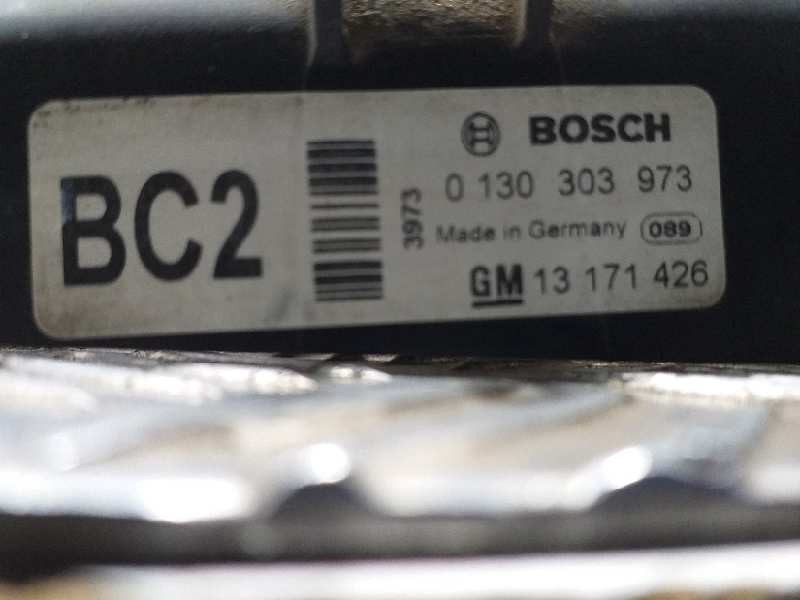 BC2
3973
BOSCH
0 130 303 973
Made in Germany 089
GM 13 171 426